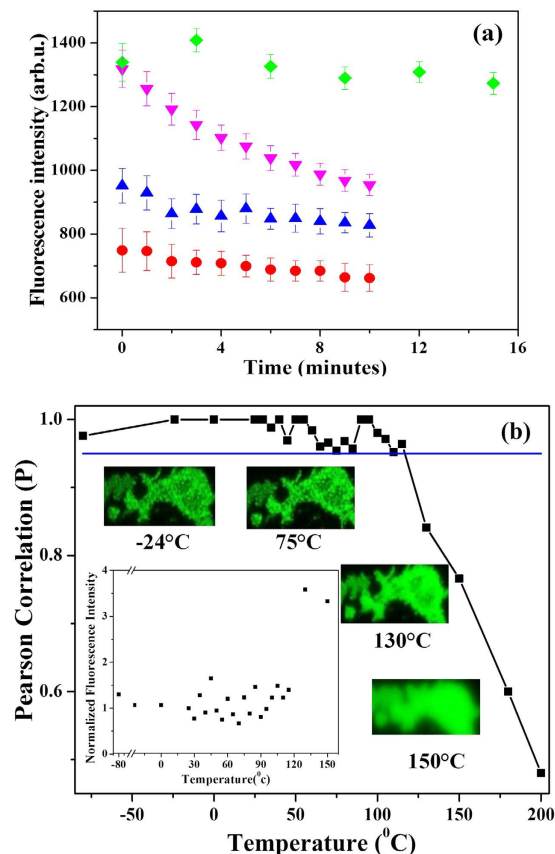 (a)
Fluorescence intensity (arb.u.)
1400
1200
1000
800
600
0
4
8
12
16
Time (minutes)
(b)
Pearson Correlation (P)
1.0
0.8
0.6
-24°C
75°C
130°C
150°C
Normalized Fluorescence Intensity
4
3
2
1
0
-80
0
30
60
90
120
150
Temperature(°c)
-50
0
50
100
150
200
Temperature (⁰C)